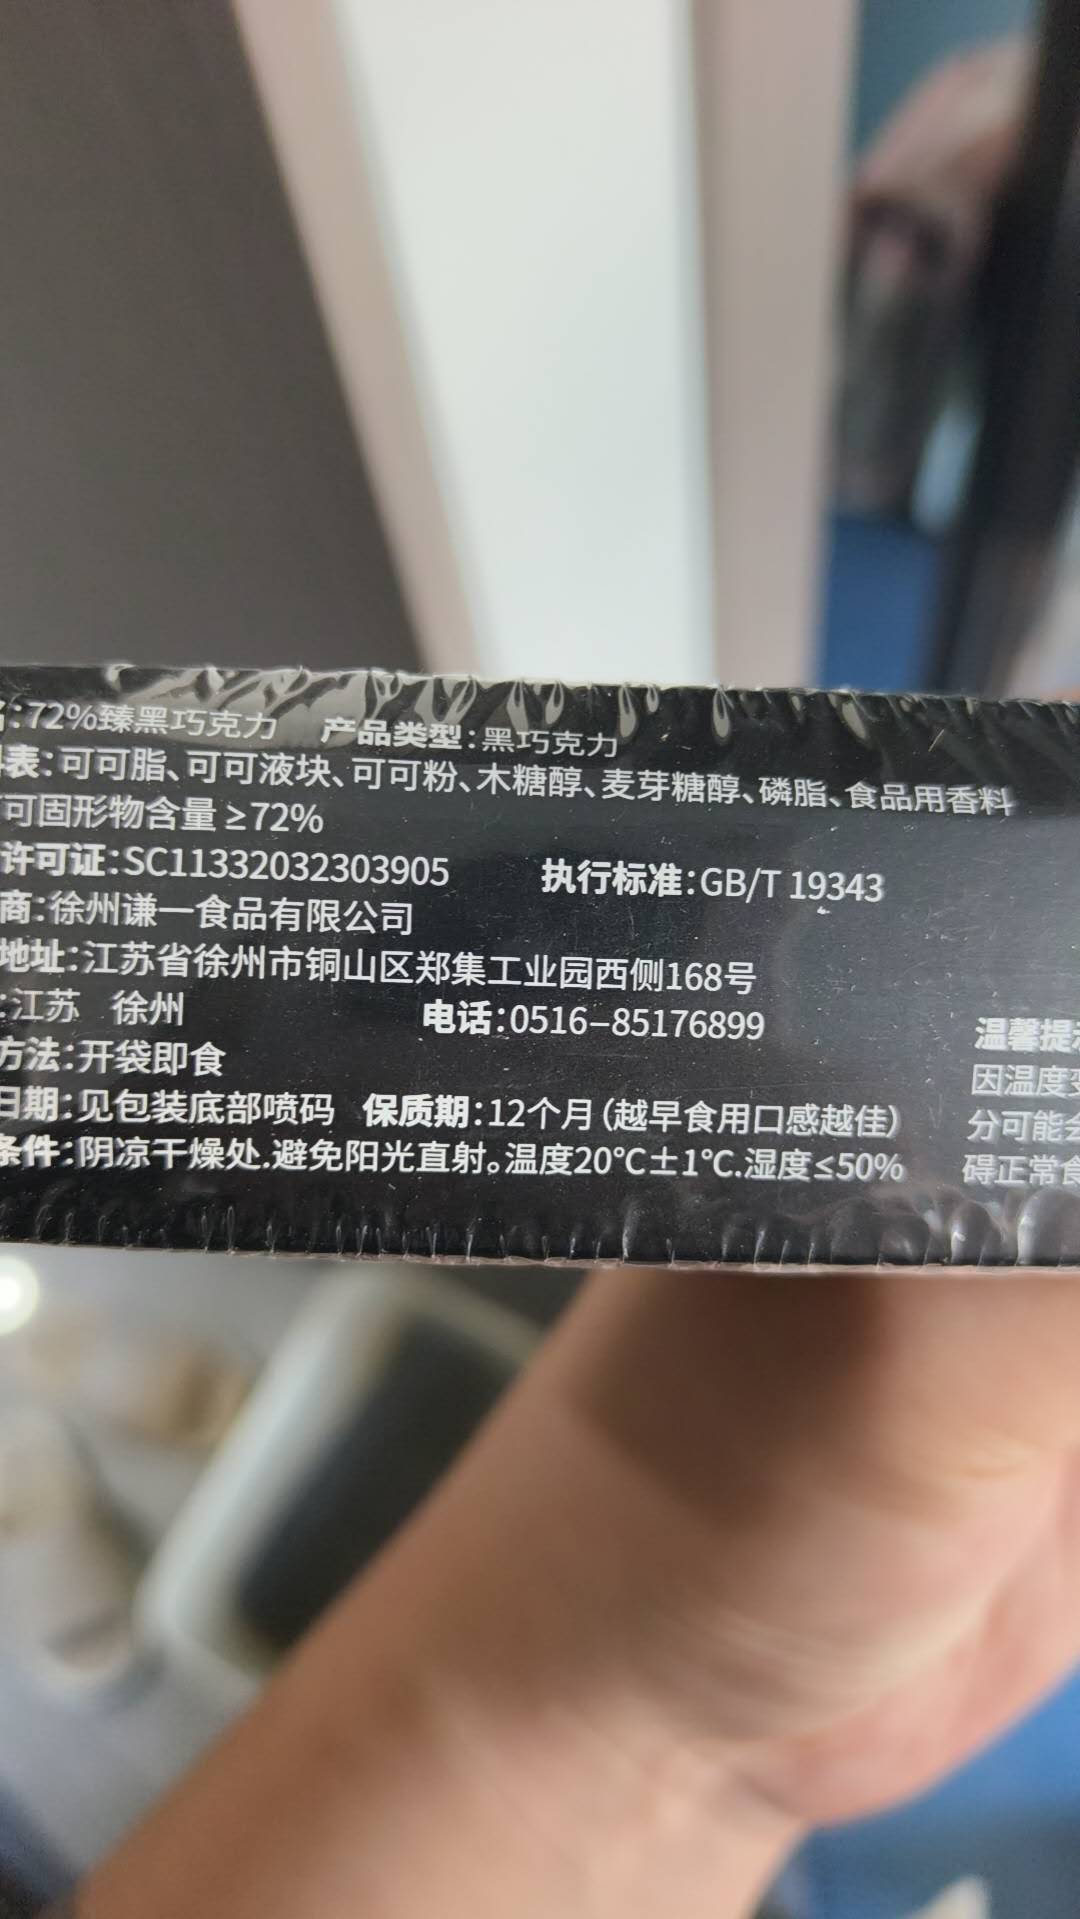 :72%臻黑巧克力 产品类型:黑巧克力
表:可可脂、可可液块、可可粉、木糖醇、麦芽糖醇、磷脂、食品用香料
可固形物含量≥72%
许可证:SC11332032303905 执行标准:GB/T 19343
商:徐州谦一食品有限公司
地址:江苏省徐州市铜山区郑集工业园西侧168号
:江苏 徐州 电话:0516-85176899
方法:开袋即食
日期:见包装底部喷码 保质期:12个月(越早食用口感越佳)
条件:阴凉干燥处.避免阳光直射。温度20℃±1℃.湿度≤50%
温馨提
因温度
分可能
碍正常食